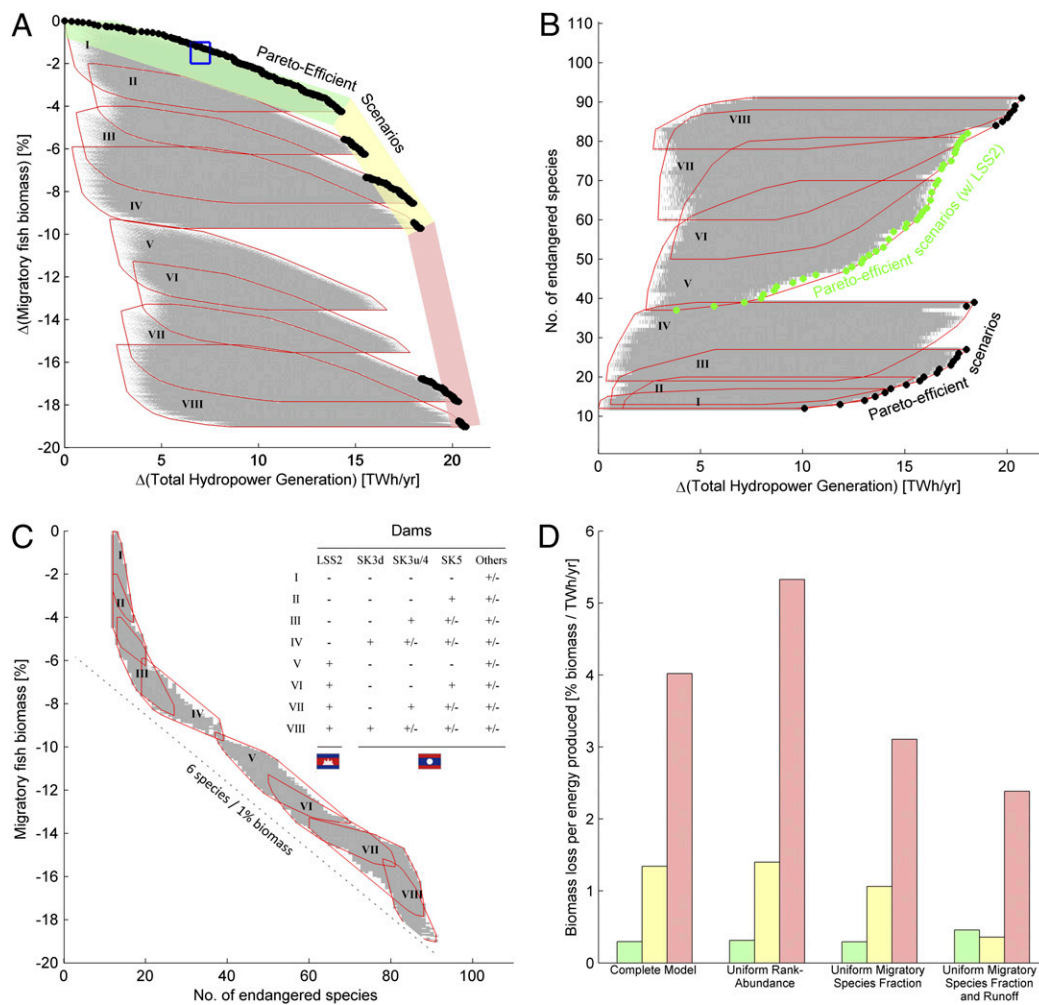 A
Δ(Migratory fish biomass) [%]
0
-2
-4
-6
-8
-10
-12
-14
-16
-18
-20
0
5
10
15
20
Δ(Total Hydropower Generation) [TWh/yr]
Pareto-Efficient
Scenarios
I
II
III
IV
V
VI
VII
VIII
B
No. of endangered species
110
100
90
80
70
60
50
40
30
20
10
0
5
10
15
20
Δ(Total Hydropower Generation) [TWh/yr]
VIII
VII
VI
V
IV
III
II
I
Pareto-efficient scenarios (w/ LSS2)
Pareto-efficient
scenarios
C
Migratory fish biomass [%]
0
-2
-4
-6
-8
-10
-12
-14
-16
-18
-20
0
20
40
60
80
100
No. of endangered species
I
II
III
IV
V
VI
VII
VIII
6 species / 1% biomass
Dams
LSS2 SK3d SK3u/4 SK5 Others
I - - - - +/-
II - - - + +/-
III - - + +/- +/-
IV - + +/- +/- +/-
V + - - - +/-
VI + - - + +/-
VII + - + +/- +/-
VIII + + +/- +/- +/-
D
Biomass loss per energy produced [% biomass / TWh/yr]
6
5
4
3
2
1
0
Complete Model
Uniform Rank-
Abundance
Uniform Migratory
Species Fraction
Uniform Migratory
Species Fraction
and Runoff